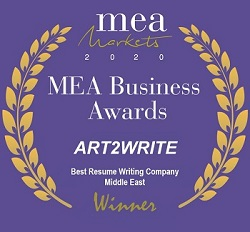 mea
Markets
2020
MEA Business
Awards
ART2WRITE
Best Resume Writing Company
Middle East
Winner